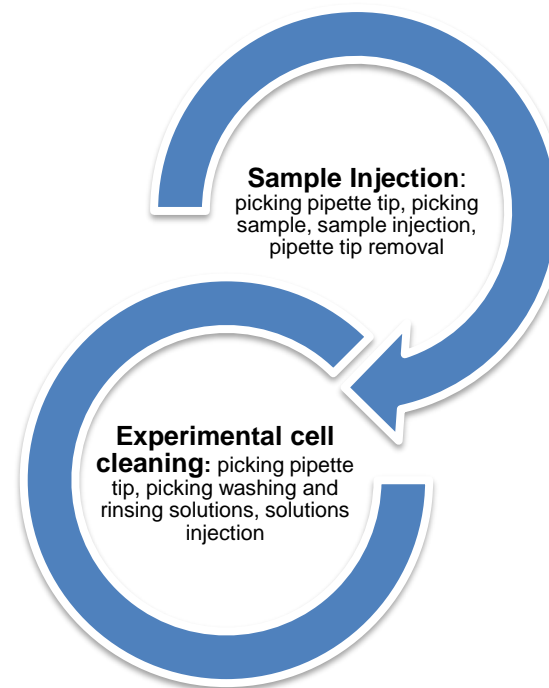 Sample Injection:
picking pipette tip, picking
sample, sample injection,
pipette tip removal
Experimental cell
cleaning: picking pipette
tip, picking washing and
rinsing solutions, solutions
injection